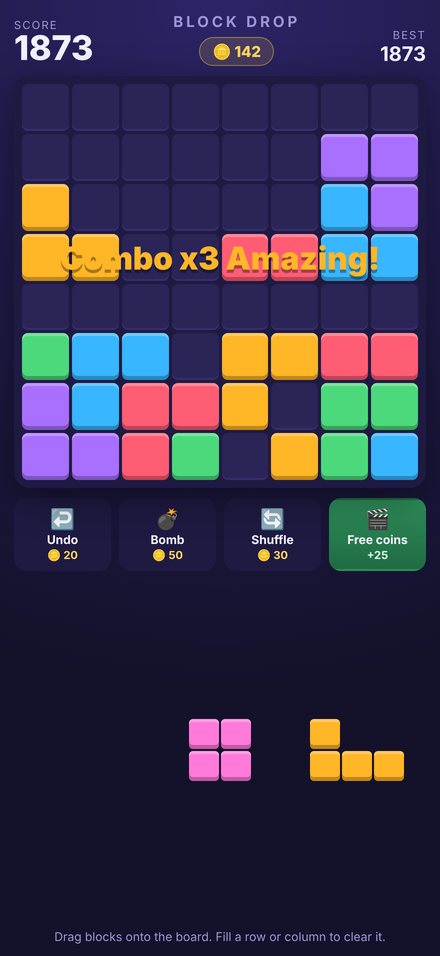 SCORE
1873
BLOCK DROP
142
BEST
1873
Combo x3 Amazing!
Undo
20
Bomb
50
Shuffle
30
Free coins
+25
Drag blocks onto the board. Fill a row or column to clear it.